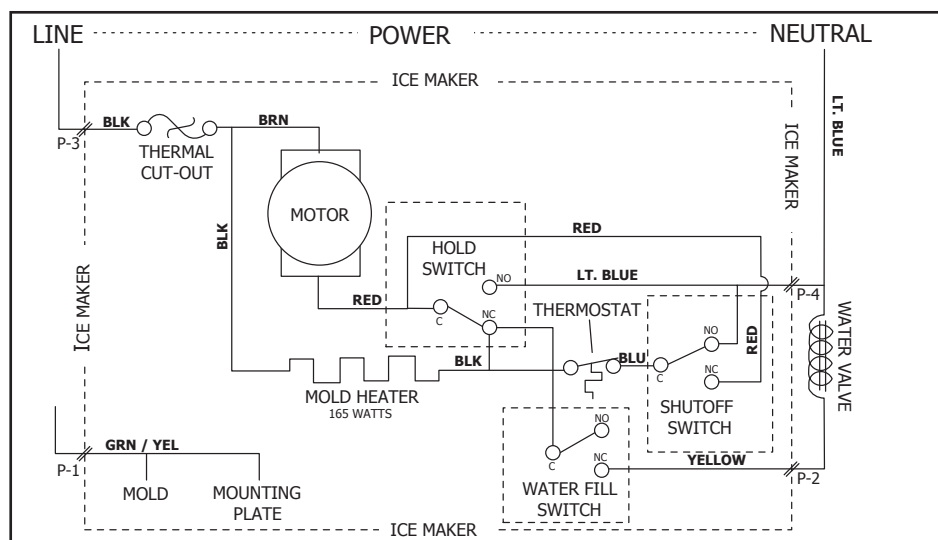 LINE POWER NEUTRAL
ICE MAKER
LT. BLUE
BLK
BRN
P-3
THERMAL
CUT-OUT
ICE MAKER
MOTOR
BLK
RED
HOLD
SWITCH
NO
LT. BLUE
P-4
RED
C
NC
THERMOSTAT
ICE MAKER
BLK
BLU
NO
RED
C
NC
WATER VALVE
MOLD HEATER
165 WATTS
SHUTOFF
SWITCH
NO
GRN / YEL
C
NC
YELLOW
P-1
P-2
MOLD
MOUNTING
PLATE
WATER FILL
SWITCH
ICE MAKER